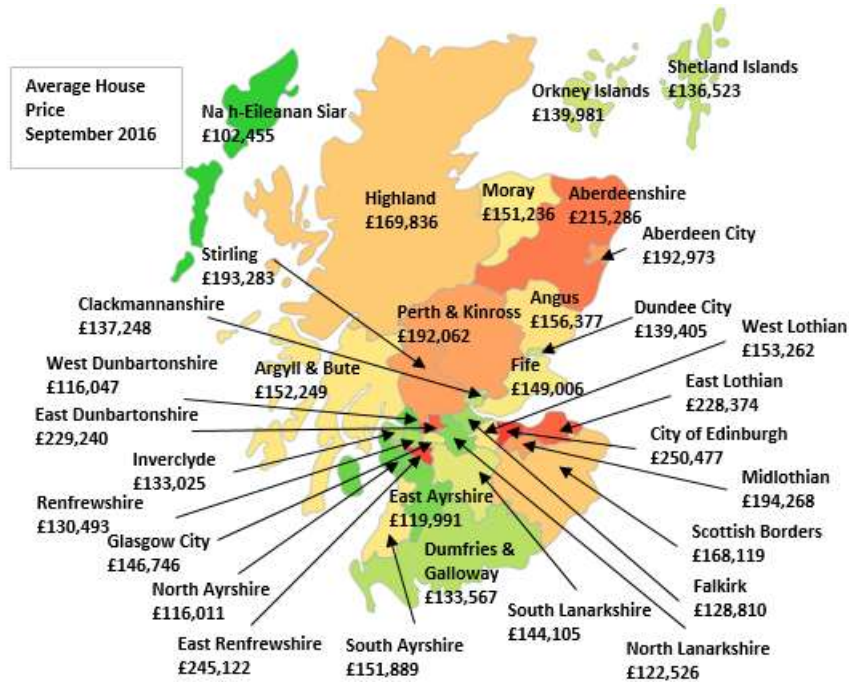 Average House
Price
September 2016
Na h-Eileanan Siar
£102,455
Orkney Islands
£139,981
Shetland Islands
£136,523
Highland
£169,836
Moray
£151,236
Aberdeenshire
£215,286
Aberdeen City
£192,973
Stirling
£193,283
Clackmannanshire
£137,248
Perth & Kinross
£192,062
Angus
£156,377
Dundee City
£139,405
West Lothian
£153,262
West Dunbartonshire
£116,047
Argyll & Bute
£152,249
Fife
£149,006
East Lothian
£228,374
East Dunbartonshire
£229,240
City of Edinburgh
£250,477
Inverclyde
£133,025
Midlothian
£194,268
Renfrewshire
£130,493
East Ayrshire
£119,991
Scottish Borders
£168,119
Glasgow City
£146,746
Dumfries &
Galloway
£133,567
Falkirk
£128,810
North Ayrshire
£116,011
South Lanarkshire
£144,105
East Renfrewshire
£245,122
South Ayrshire
£151,889
North Lanarkshire
£122,526